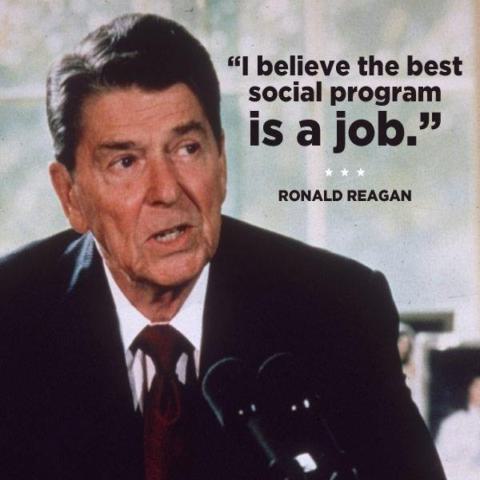 “I believe the best
social program
is a job.”
RONALD REAGAN